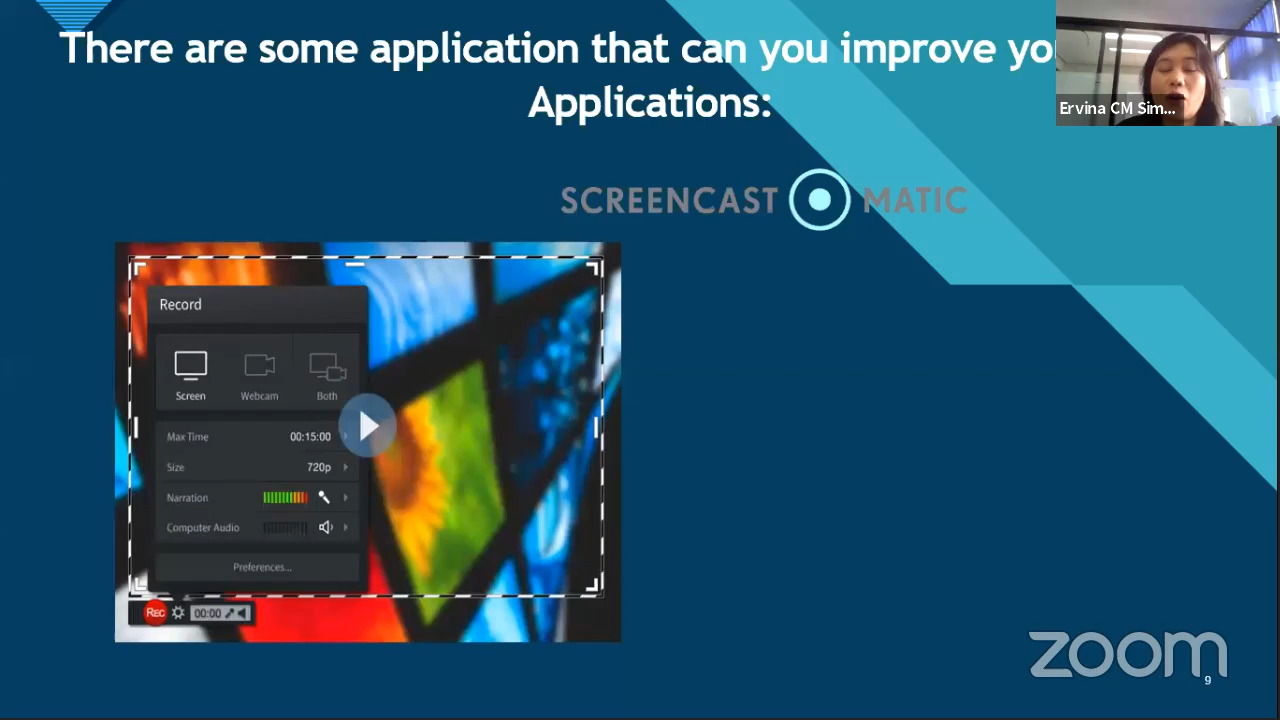 There are some application that can you improve yo
Applications:
Ervina CM Sim...
SCREENCAST MATIC
Record
Screen Webcam Both
Max Time 00:15:00
Size 720p
Narration
Computer Audio
Preferences...
REC 00:00
zoom
9